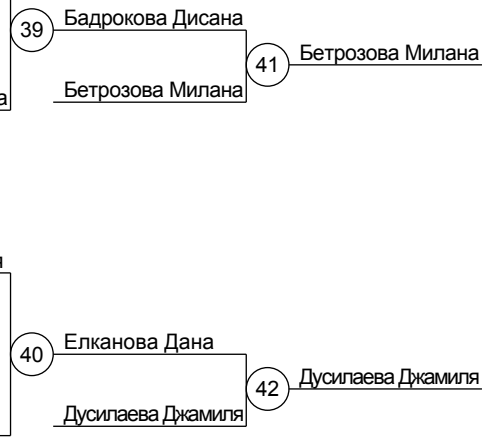 39
Бадрокова Дисана
41
Бетрозова Милана
Бетрозова Милана
а
я
40
Елканова Дана
42
Дусилаева Джамиля
Дусилаева Джамиля